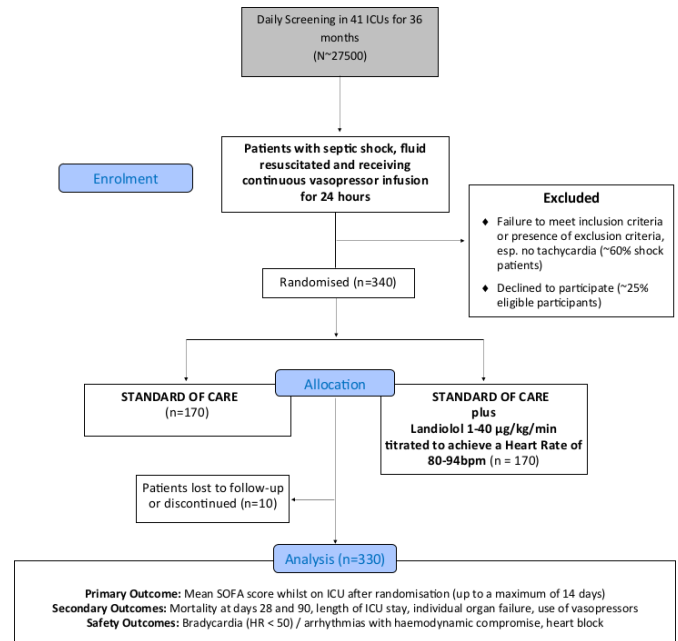 Daily Screening in 41 ICUs for 36
months
(N~27500)
Patients with septic shock, fluid
resuscitated and receiving
continuous vasopressor infusion
for 24 hours
Enrolment
Excluded
♦ Failure to meet inclusion criteria
or presence of exclusion criteria,
esp. no tachycardia (~60% shock
patients)
♦ Declined to participate (~25%
eligible participants)
Randomised (n=340)
Allocation
STANDARD OF CARE
(n=170)
STANDARD OF CARE
plus
Landiolol 1-40 µg/kg/min
titrated to achieve a Heart Rate of
80-94bpm (n = 170)
Patients lost to follow-up
or discontinued (n=10)
Analysis (n=330)
Primary Outcome: Mean SOFA score whilst on ICU after randomisation (up to a maximum of 14 days)
Secondary Outcomes: Mortality at days 28 and 90, length of ICU stay, individual organ failure, use of vasopressors
Safety Outcomes: Bradycardia (HR < 50) / arrhythmias with haemodynamic compromise, heart block